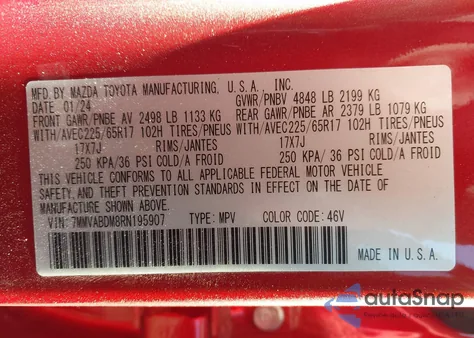 MFD. BY MAZDA TOYOTA MANUFACTURING, U.S.A., INC.
DATE 01/24 GVWR/PNBV 4848 LB 2199 KG
FRONT GAWR/PNBE AV 2498 LB 1133 KG REAR GAWR/PNBE AR 2379 LB 1079 KG
WITH/AVEC225/65R17 102H TIRES/PNEUS WITH/AVEC225/65R17 102H TIRES/PNEUS
17X7J RIMS/JANTES 17X7J RIMS/JANTES
250 KPA/36 PSI COLD/A FROID 250 KPA/ 36 PSI COLD/A FROID
THIS VEHICLE CONFORMS TO ALL APPLICABLE FEDERAL MOTOR VEHICLE
SAFETY,AND THEFT PREVENTION STANDARDS IN EFFECT ON THE DATE OF
MANUFACTURE SHOWN ABOVE.
VIN:7MMVABDM8RN195907 TYPE: MPV COLOR CODE: 46V
MADE IN U.S.A.
autoSnap